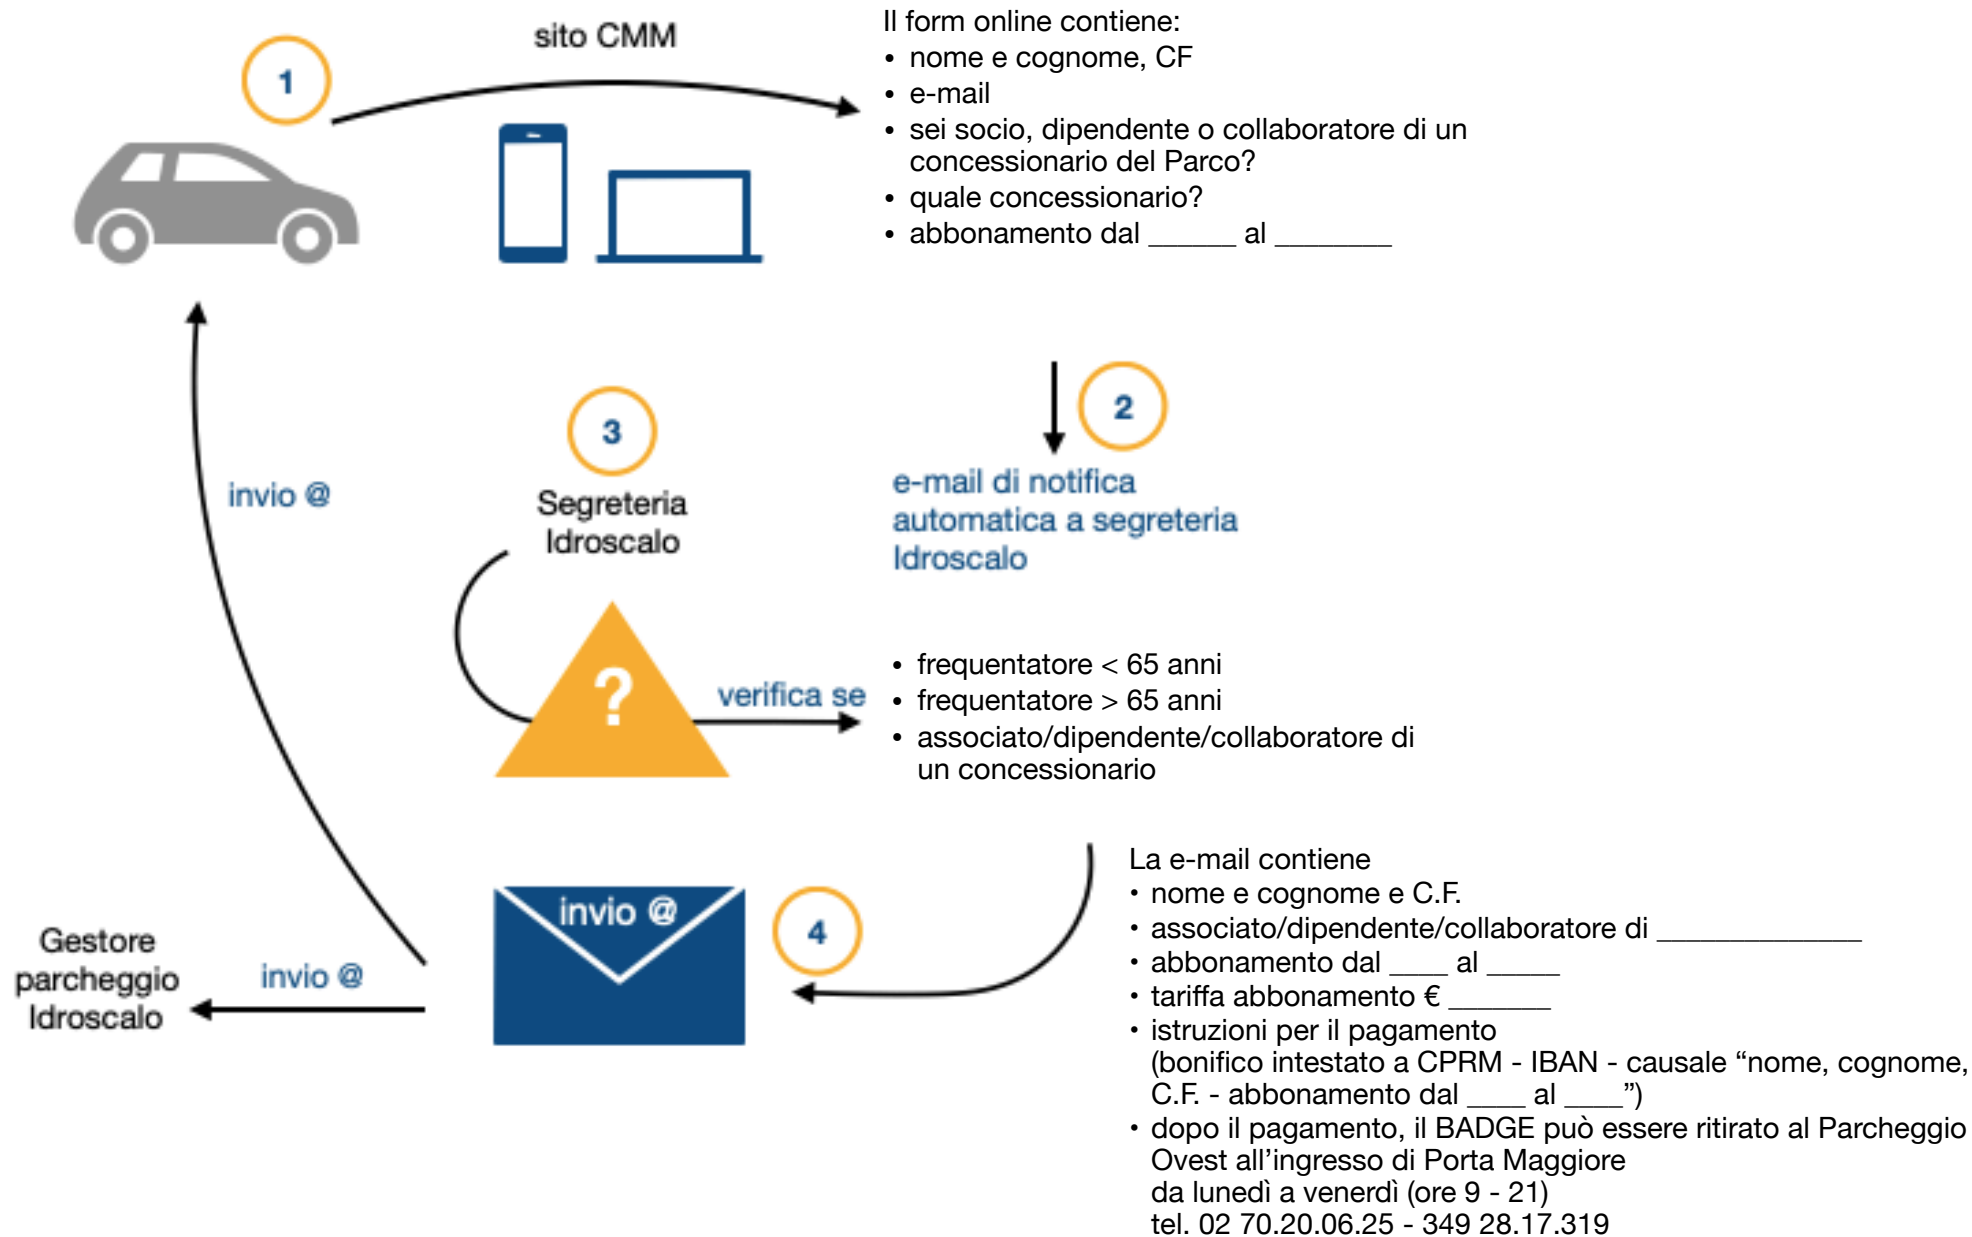 1
sito CMM
Il form online contiene:
• nome e cognome, CF
• e-mail
• sei socio, dipendente o collaboratore di un
concessionario del Parco?
• quale concessionario?
• abbonamento dal ______ al ________
2
e-mail di notifica
automatica a segreteria
Idroscalo
3
Segreteria
Idroscalo
?
verifica se
• frequentatore < 65 anni
• frequentatore > 65 anni
• associato/dipendente/collaboratore di
un concessionario
4
invio @
La e-mail contiene
• nome e cognome e C.F.
• associato/dipendente/collaboratore di ______________
• abbonamento dal ____ al _____
• tariffa abbonamento € _______
• istruzioni per il pagamento
(bonifico intestato a CPRM - IBAN - causale “nome, cognome,
C.F. - abbonamento dal ____ al ____”)
• dopo il pagamento, il BADGE può essere ritirato al Parcheggio
Ovest all’ingresso di Porta Maggiore
da lunedì a venerdì (ore 9 - 21)
tel. 02 70.20.06.25 - 349 28.17.319
invio @
invio @
Gestore
parcheggio
Idroscalo